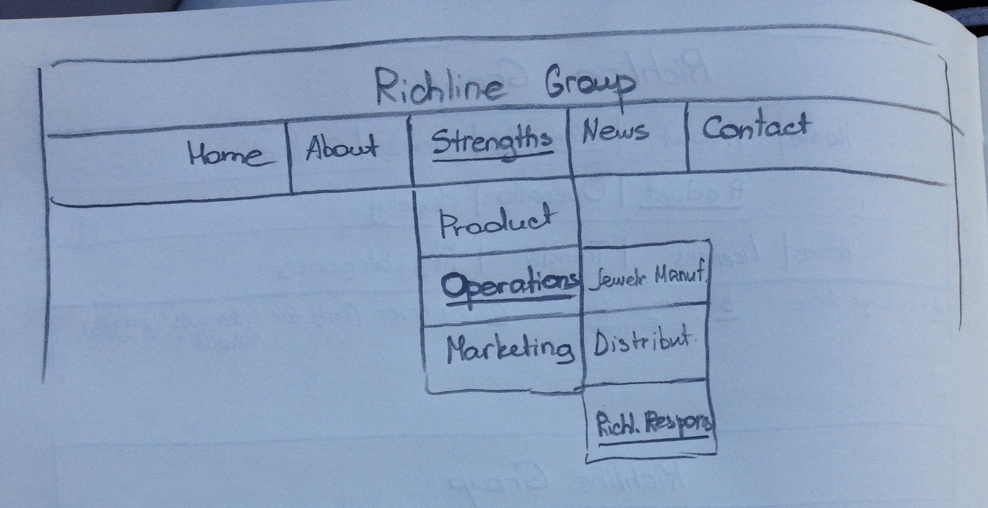 Richline Group
Home About Strengths News Contact
Product
Operations Jewelr Manuf.
Marketing Distribut.
Richl. Respons